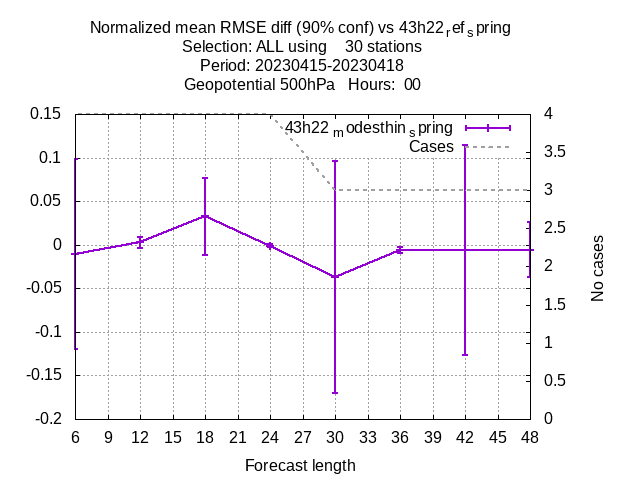 Normalized mean RMSE diff (90% conf) vs 43h22_ref_spring
Selection: ALL using 30 stations
Period: 20230415-20230418
Geopotential 500hPa Hours: 00
43h22_modesthin_spring
Cases
0.15
0.1
0.05
0
-0.05
-0.1
-0.15
-0.2
4
3.5
3
2.5
2
1.5
1
0.5
0
No cases
6 9 12 15 18 21 24 27 30 33 36 39 42 45 48
Forecast length